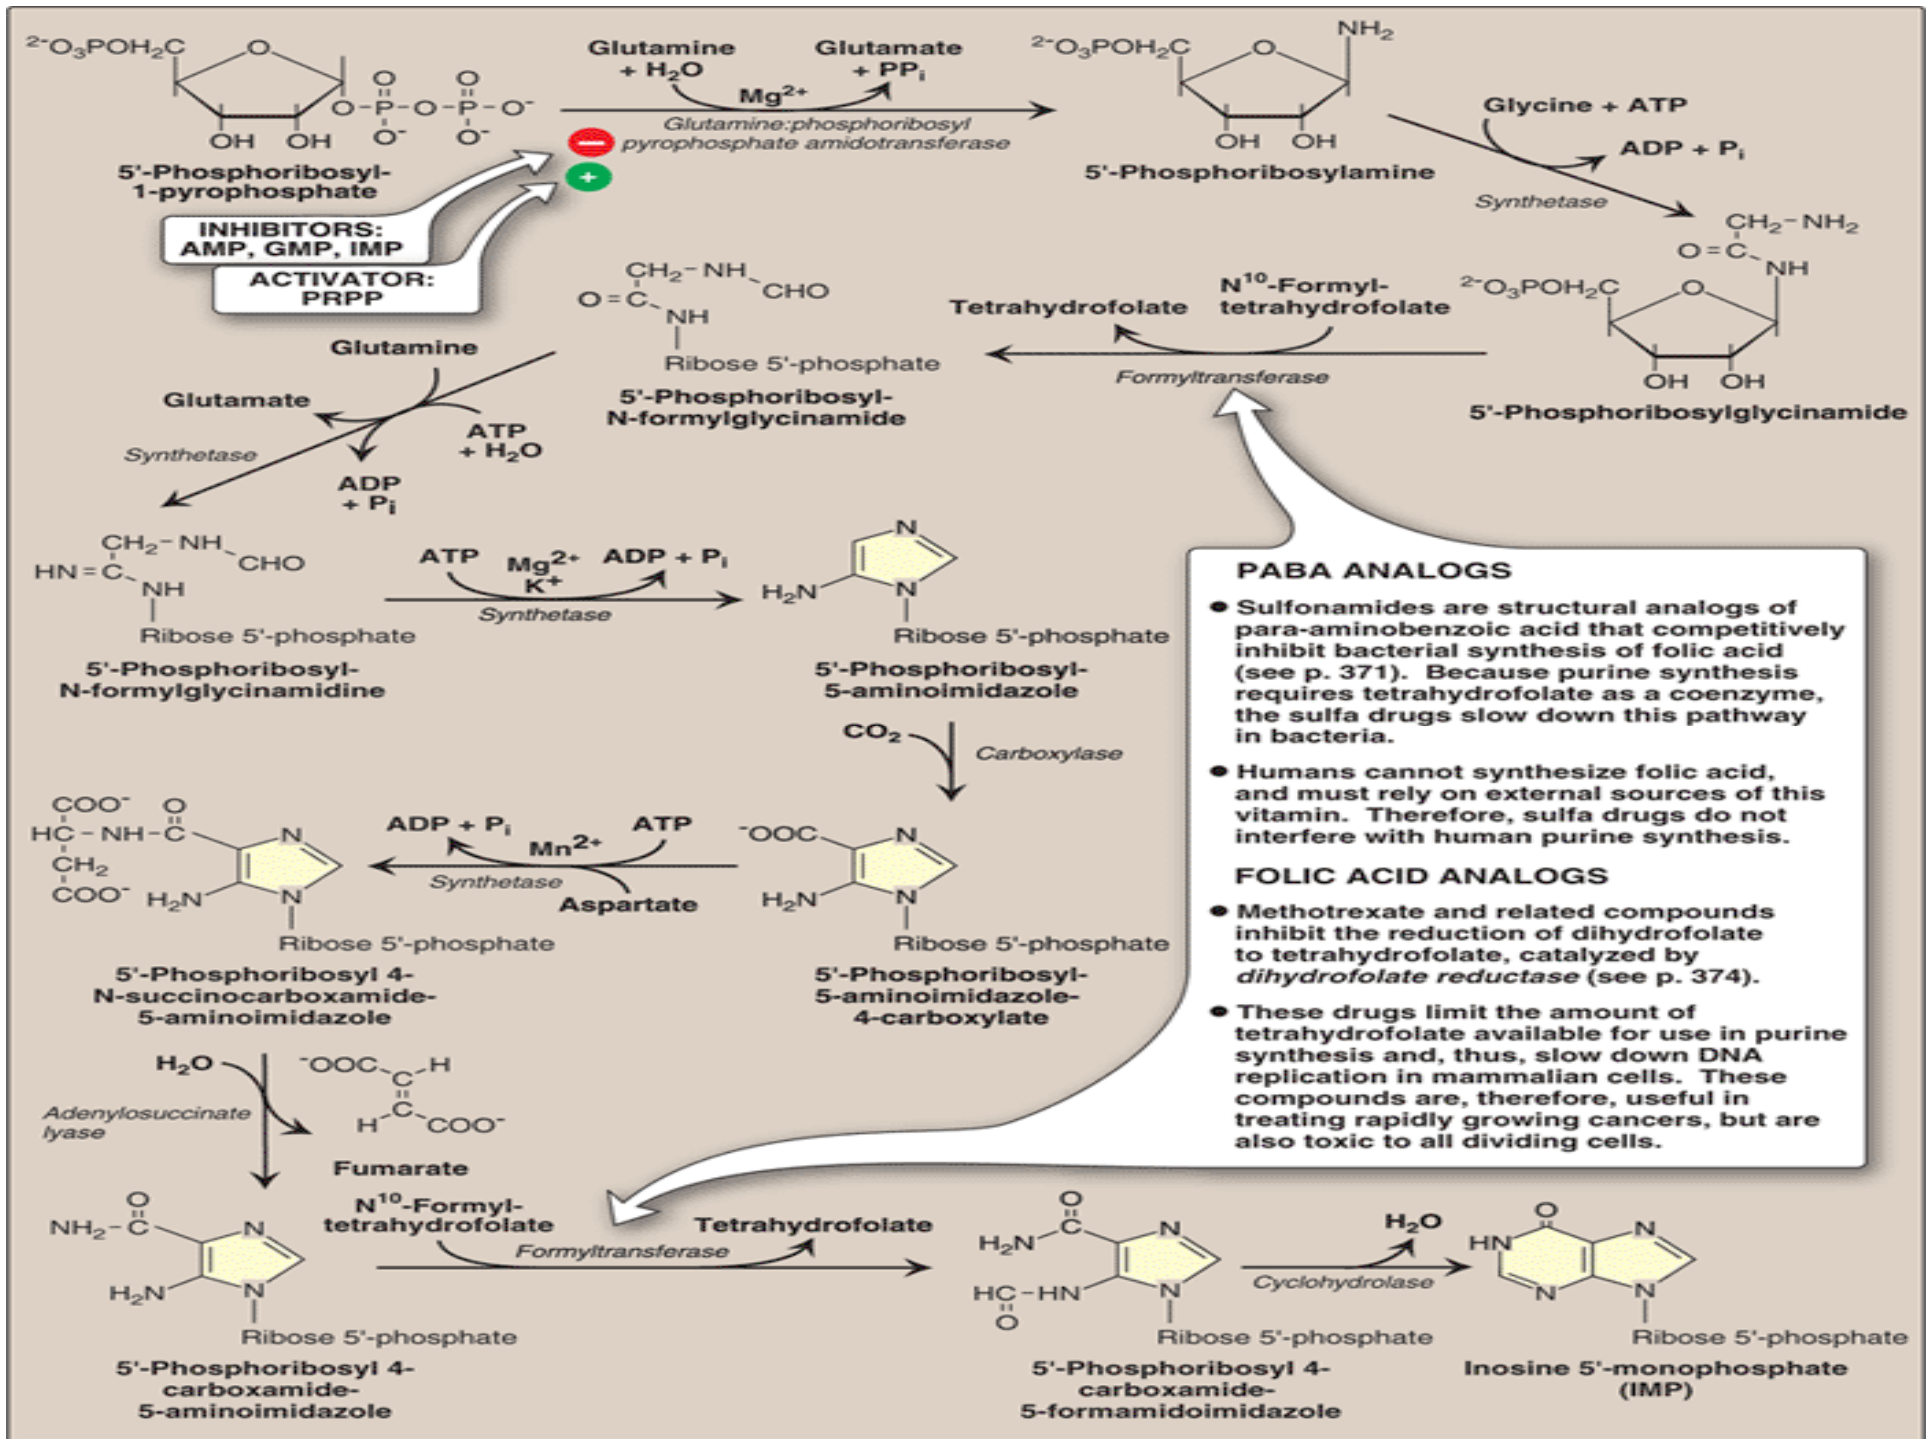 ²⁻O₃POH₂C
O
O
O
O-P-O-P-O⁻
O⁻
O⁻
OH
OH
5'-Phosphoribosyl-
1-pyrophosphate
Glutamine
+ H₂O
Glutamate
+ PPᵢ
Mg²⁺
Glutamine:phosphoribosyl
pyrophosphate amidotransferase
−
+
INHIBITORS:
AMP, GMP, IMP
ACTIVATOR:
PRPP
²⁻O₃POH₂C
O
NH₂
OH
OH
5'-Phosphoribosylamine
Glycine + ATP
ADP + Pᵢ
Synthetase
CH₂-NH₂
O=C
NH
²⁻O₃POH₂C
O
OH
OH
5'-Phosphoribosylglycinamide
N¹⁰-Formyl-
tetrahydrofolate
Tetrahydrofolate
Formyltransferase
CH₂-NH
O=C
CHO
NH
Ribose 5'-phosphate
5'-Phosphoribosyl-
N-formylglycinamide
Glutamine
Glutamate
ATP
+ H₂O
Synthetase
ADP
+ Pᵢ
CH₂-NH
HN=C
CHO
NH
Ribose 5'-phosphate
5'-Phosphoribosyl-
N-formylglycinamidine
ATP
Mg²⁺
K⁺
ADP + Pᵢ
Synthetase
N
H₂N
N
Ribose 5'-phosphate
5'-Phosphoribosyl-
5-aminoimidazole
CO₂
Carboxylase
⁻OOC
N
H₂N
N
Ribose 5'-phosphate
5'-Phosphoribosyl-
5-aminoimidazole-
4-carboxylate
ADP + Pᵢ
Mn²⁺
ATP
Synthetase
Aspartate
COO⁻
O
HC-NH-C
N
CH₂
COO⁻
H₂N
N
Ribose 5'-phosphate
5'-Phosphoribosyl 4-
N-succinocarboxamide-
5-aminoimidazole
H₂O
Adenylosuccinate
lyase
⁻OOC
C
H
H
C
COO⁻
Fumarate
O
NH₂-C
N
H₂N
N
Ribose 5'-phosphate
5'-Phosphoribosyl 4-
carboxamide-
5-aminoimidazole
N¹⁰-Formyl-
tetrahydrofolate
Tetrahydrofolate
Formyltransferase
O
C
H₂N
N
HC-HN
N
O
Ribose 5'-phosphate
5'-Phosphoribosyl 4-
carboxamide-
5-formamidoimidazole
H₂O
Cyclohydrolase
O
HN
N
N
N
Ribose 5'-phosphate
Inosine 5'-monophosphate
(IMP)
PABA ANALOGS
● Sulfonamides are structural analogs of
para-aminobenzoic acid that competitively
inhibit bacterial synthesis of folic acid
(see p. 371). Because purine synthesis
requires tetrahydrofolate as a coenzyme,
the sulfa drugs slow down this pathway
in bacteria.
● Humans cannot synthesize folic acid,
and must rely on external sources of this
vitamin. Therefore, sulfa drugs do not
interfere with human purine synthesis.
FOLIC ACID ANALOGS
● Methotrexate and related compounds
inhibit the reduction of dihydrofolate
to tetrahydrofolate, catalyzed by
dihydrofolate reductase (see p. 374).
● These drugs limit the amount of
tetrahydrofolate available for use in purine
synthesis and, thus, slow down DNA
replication in mammalian cells. These
compounds are, therefore, useful in
treating rapidly growing cancers, but are
also toxic to all dividing cells.